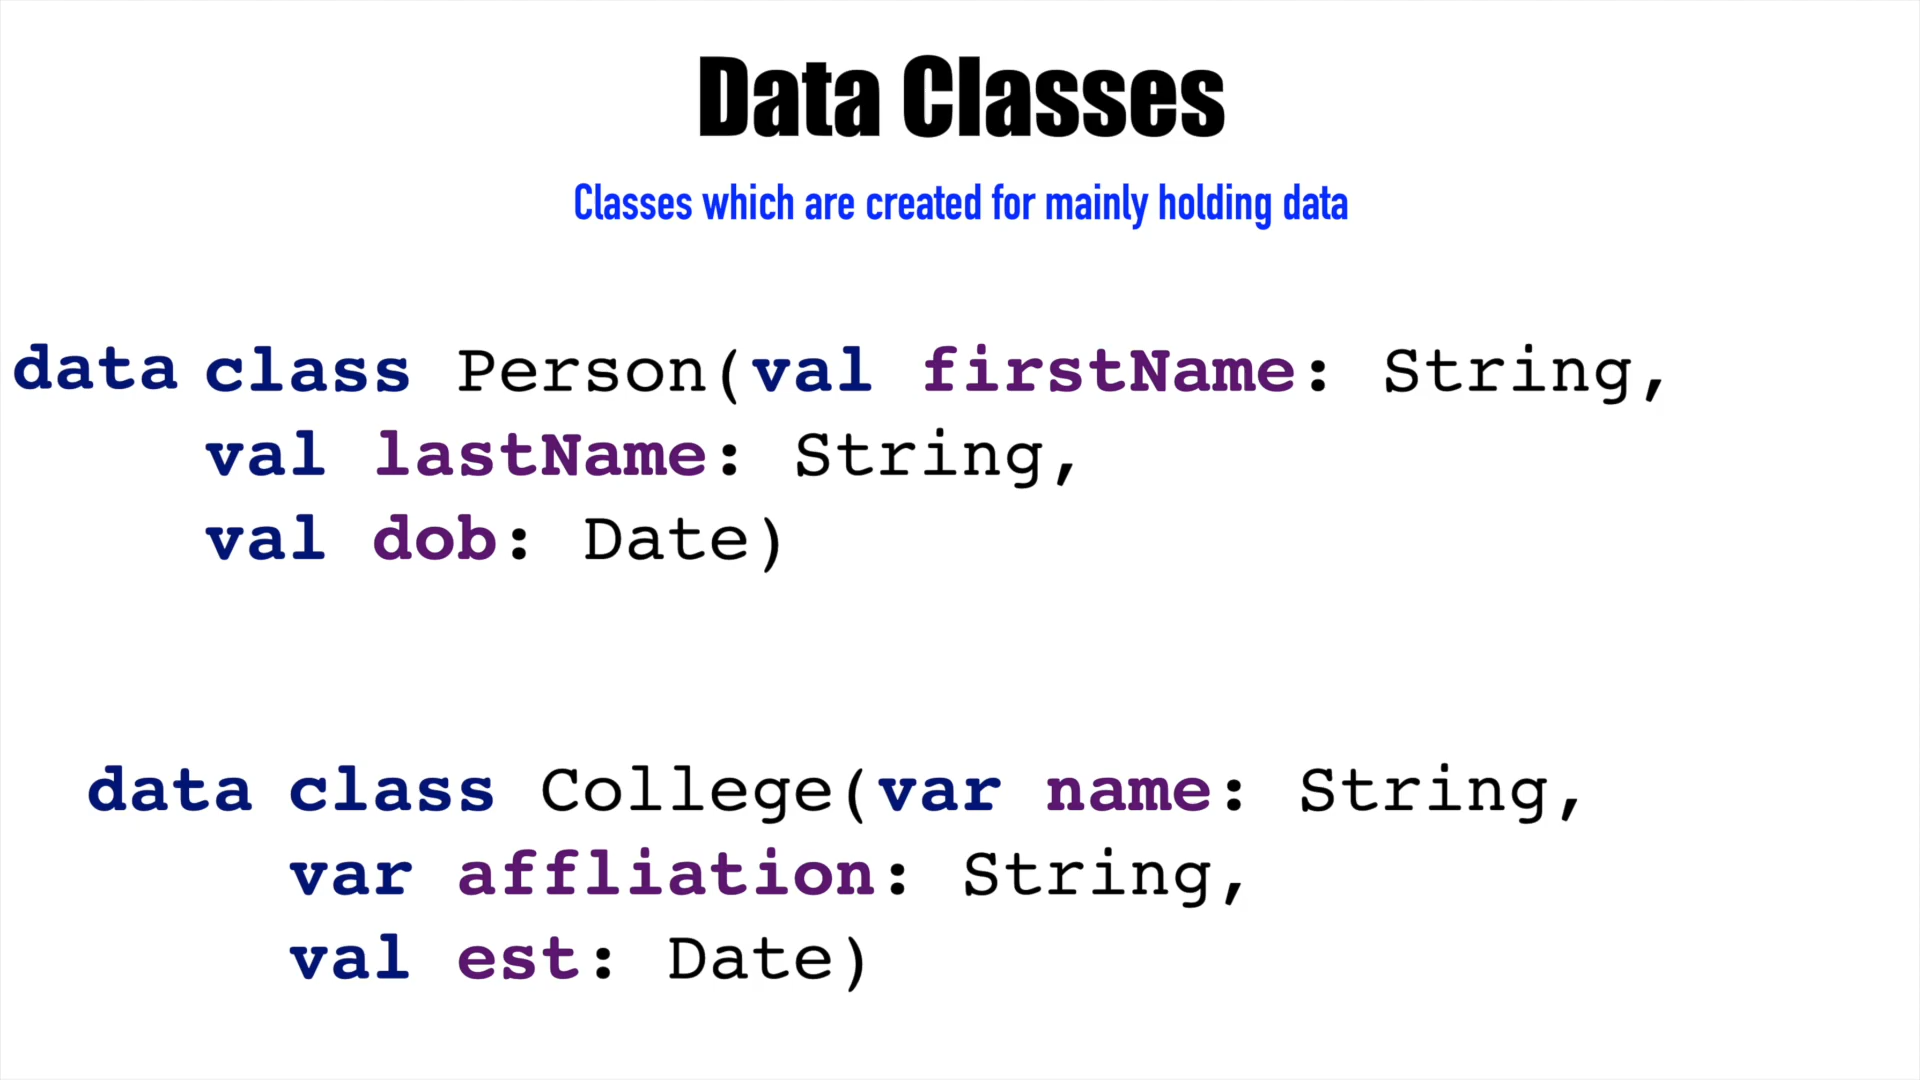 Data Classes
Classes which are created for mainly holding data
data class Person(val firstName: String,
val lastName: String,
val dob: Date)
data class College(var name: String,
var affliation: String,
val est: Date)